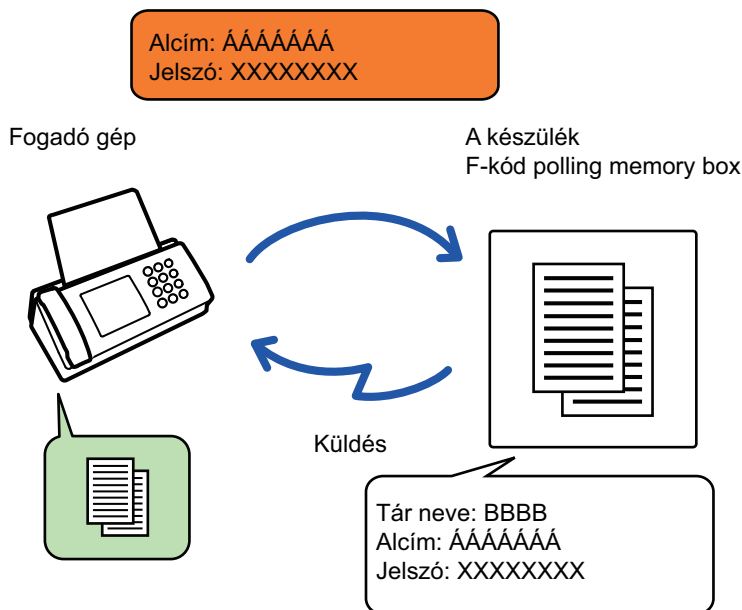 Alcím: ÁÁÁÁÁÁÁ
Jelszó: XXXXXXXX
Fogadó gép
A készülék
F-kód polling memory box
Küldés
Tár neve: BBBB
Alcím: ÁÁÁÁÁÁÁ
Jelszó: XXXXXXXX